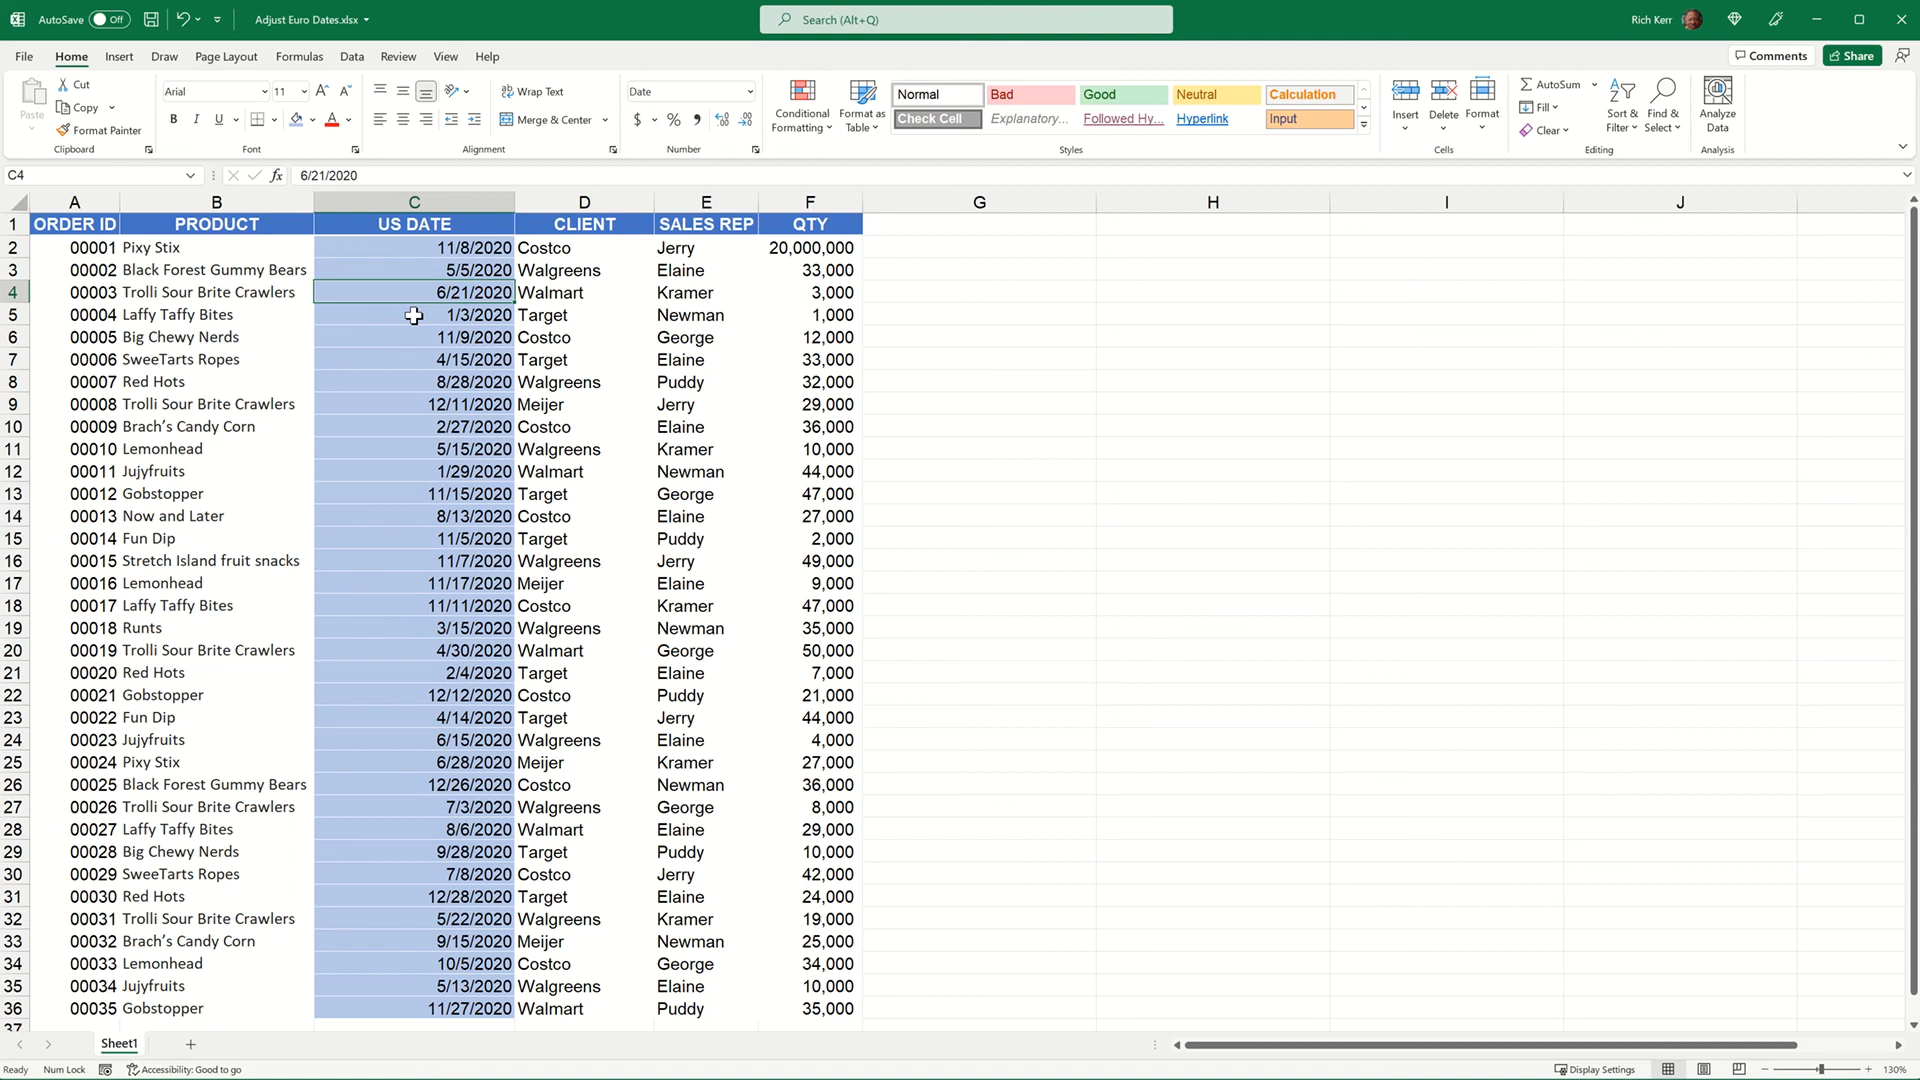 AutoSave Off Adjust Euro Dates.xlsx Search (Alt+Q) Rich Kerr
File Home Insert Draw Page Layout Formulas Data Review View Help Comments Share
Paste Cut Copy Format Painter Clipboard
Arial 11 B I U Font
Wrap Text Merge & Center Alignment
Date $ % , Number
Conditional Formatting Format as Table Normal Bad Good Neutral Calculation
Check Cell Explanatory... Followed Hy... Hyperlink Input Styles
Insert Delete Format Cells
AutoSum Fill Clear Sort & Filter Find & Select Editing
Analyze Data Analysis
C4 fx 6/21/2020
A B C D E F G H I J
1 ORDER ID PRODUCT US DATE CLIENT SALES REP QTY
2 00001 Pixy Stix 11/8/2020 Costco Jerry 20,000,000
3 00002 Black Forest Gummy Bears 5/5/2020 Walgreens Elaine 33,000
4 00003 Trolli Sour Brite Crawlers 6/21/2020 Walmart Kramer 3,000
5 00004 Laffy Taffy Bites 1/3/2020 Target Newman 1,000
6 00005 Big Chewy Nerds 11/9/2020 Costco George 12,000
7 00006 SweeTarts Ropes 4/15/2020 Target Elaine 33,000
8 00007 Red Hots 8/28/2020 Walgreens Puddy 32,000
9 00008 Trolli Sour Brite Crawlers 12/11/2020 Meijer Jerry 29,000
10 00009 Brach’s Candy Corn 2/27/2020 Costco Elaine 36,000
11 00010 Lemonhead 5/15/2020 Walgreens Kramer 10,000
12 00011 Jujyfruits 1/29/2020 Walmart Newman 44,000
13 00012 Gobstopper 11/15/2020 Target George 47,000
14 00013 Now and Later 8/13/2020 Costco Elaine 27,000
15 00014 Fun Dip 11/5/2020 Target Puddy 2,000
16 00015 Stretch Island fruit snacks 11/7/2020 Walgreens Jerry 49,000
17 00016 Lemonhead 11/17/2020 Meijer Elaine 9,000
18 00017 Laffy Taffy Bites 11/11/2020 Costco Kramer 47,000
19 00018 Runts 3/15/2020 Walgreens Newman 35,000
20 00019 Trolli Sour Brite Crawlers 4/30/2020 Walmart George 50,000
21 00020 Red Hots 2/4/2020 Target Elaine 7,000
22 00021 Gobstopper 12/12/2020 Costco Puddy 21,000
23 00022 Fun Dip 4/14/2020 Target Jerry 44,000
24 00023 Jujyfruits 6/15/2020 Walgreens Elaine 4,000
25 00024 Pixy Stix 6/28/2020 Meijer Kramer 27,000
26 00025 Black Forest Gummy Bears 12/26/2020 Costco Newman 36,000
27 00026 Trolli Sour Brite Crawlers 7/3/2020 Walgreens George 8,000
28 00027 Laffy Taffy Bites 8/6/2020 Walmart Elaine 29,000
29 00028 Big Chewy Nerds 9/28/2020 Target Puddy 10,000
30 00029 SweeTarts Ropes 7/8/2020 Costco Jerry 42,000
31 00030 Red Hots 12/28/2020 Target Elaine 24,000
32 00031 Trolli Sour Brite Crawlers 5/22/2020 Walgreens Kramer 19,000
33 00032 Brach’s Candy Corn 9/15/2020 Meijer Newman 25,000
34 00033 Lemonhead 10/5/2020 Costco George 34,000
35 00034 Jujyfruits 5/13/2020 Walgreens Elaine 10,000
36 00035 Gobstopper 11/27/2020 Walmart Puddy 35,000
37
Sheet1
Ready Num Lock Accessibility: Good to go Display Settings 130%